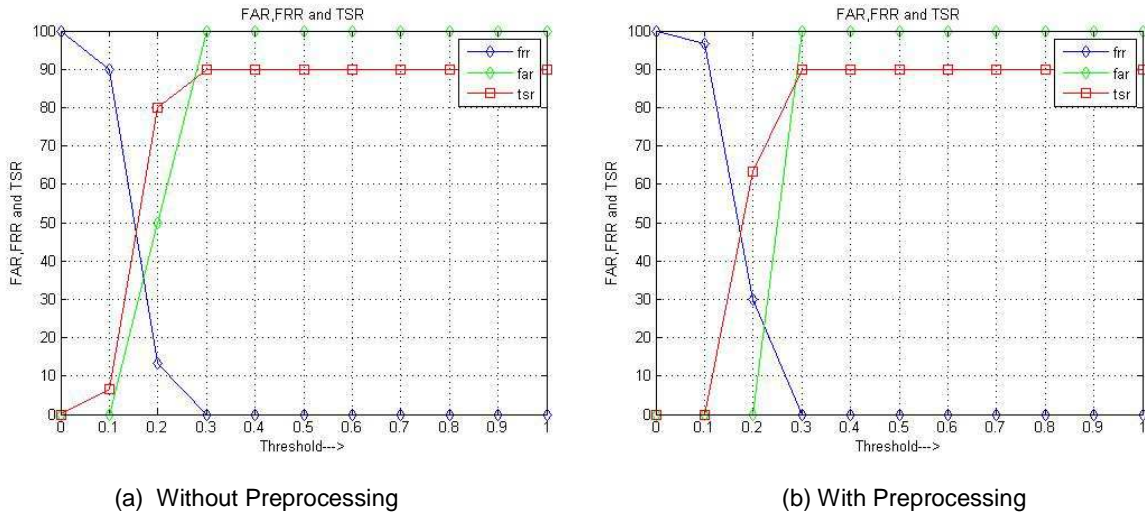 FAR,FRR and TSR
100
90
80
70
60
50
40
30
20
10
0
FAR,FRR and TSR
frr
far
tsr
0 0.1 0.2 0.3 0.4 0.5 0.6 0.7 0.8 0.9 1
Threshold--->
(a) Without Preprocessing
FAR,FRR and TSR
100
90
80
70
60
50
40
30
20
10
0
FAR,FRR and TSR
frr
far
tsr
0 0.1 0.2 0.3 0.4 0.5 0.6 0.7 0.8 0.9 1
Threshold--->
(b) With Preprocessing